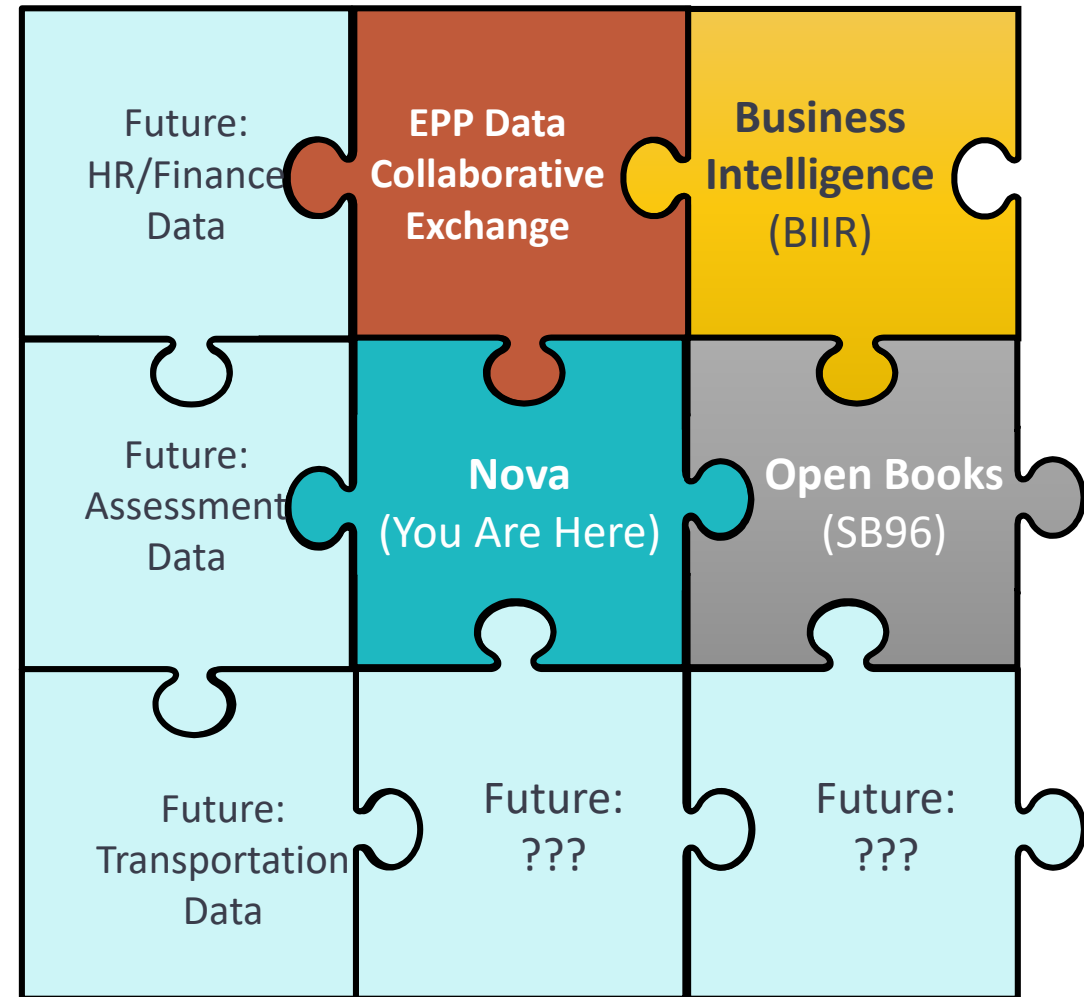 Future:
HR/Finance
Data
EPP Data
Collaborative
Exchange
Business
Intelligence
(BIIR)
Future:
Assessment
Data
Nova
(You Are Here)
Open Books
(SB96)
Future:
Transportation
Data
Future:
???
Future:
???